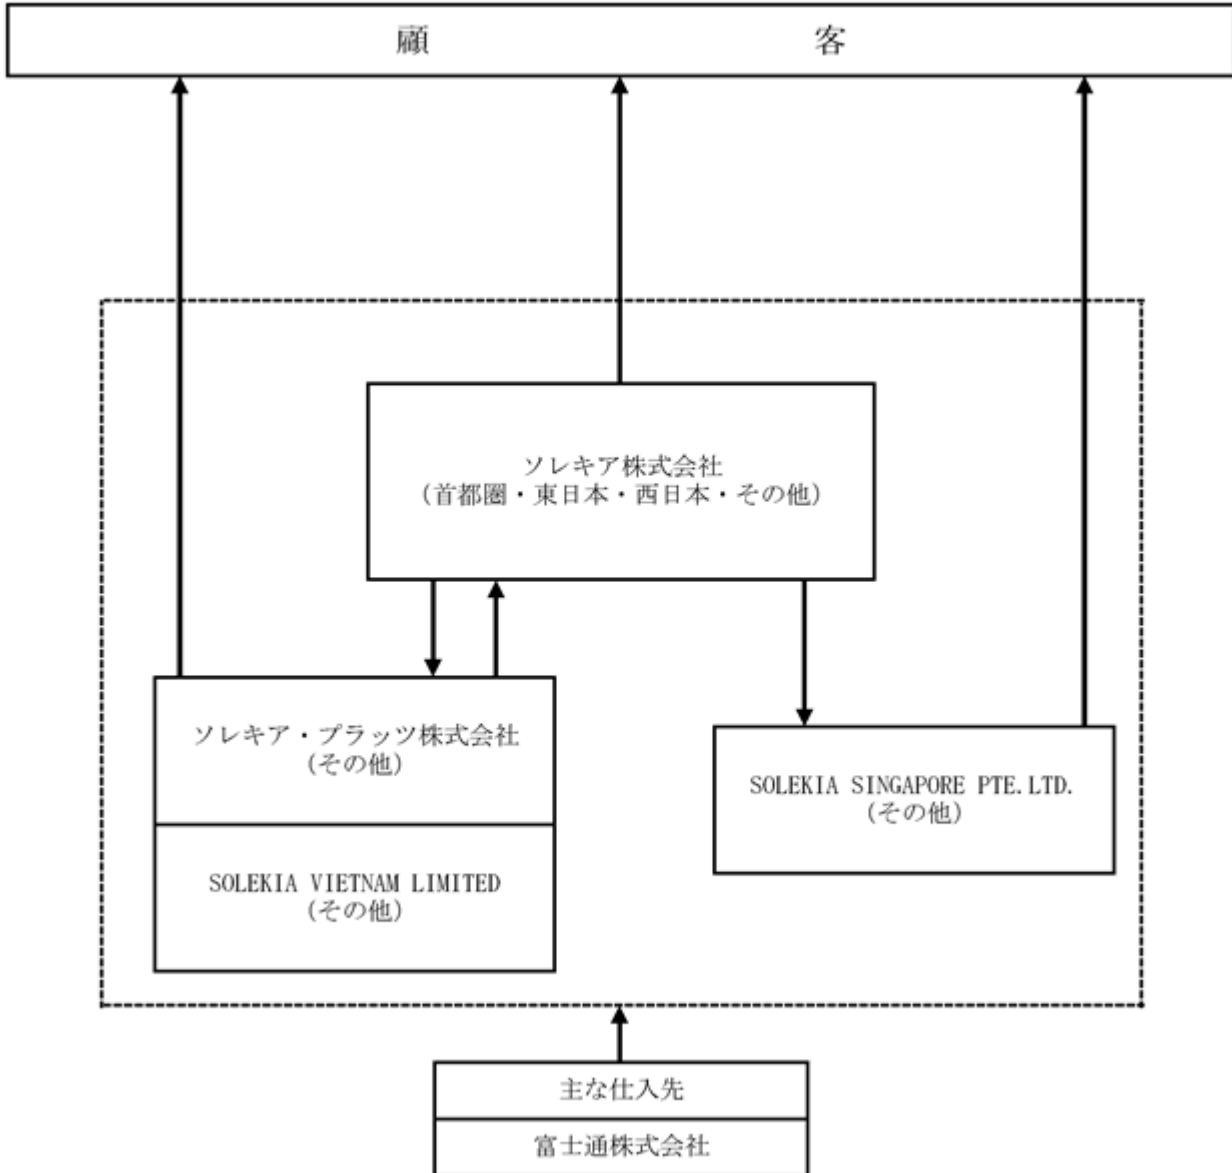 顧 客
ソレキア株式会社
（首都圏・東日本・西日本・その他）
ソレキア・プラッツ株式会社
（その他）
SOLEKIA VIETNAM LIMITED
（その他）
SOLEKIA SINGAPORE PTE.LTD.
（その他）
主な仕入先
富士通株式会社